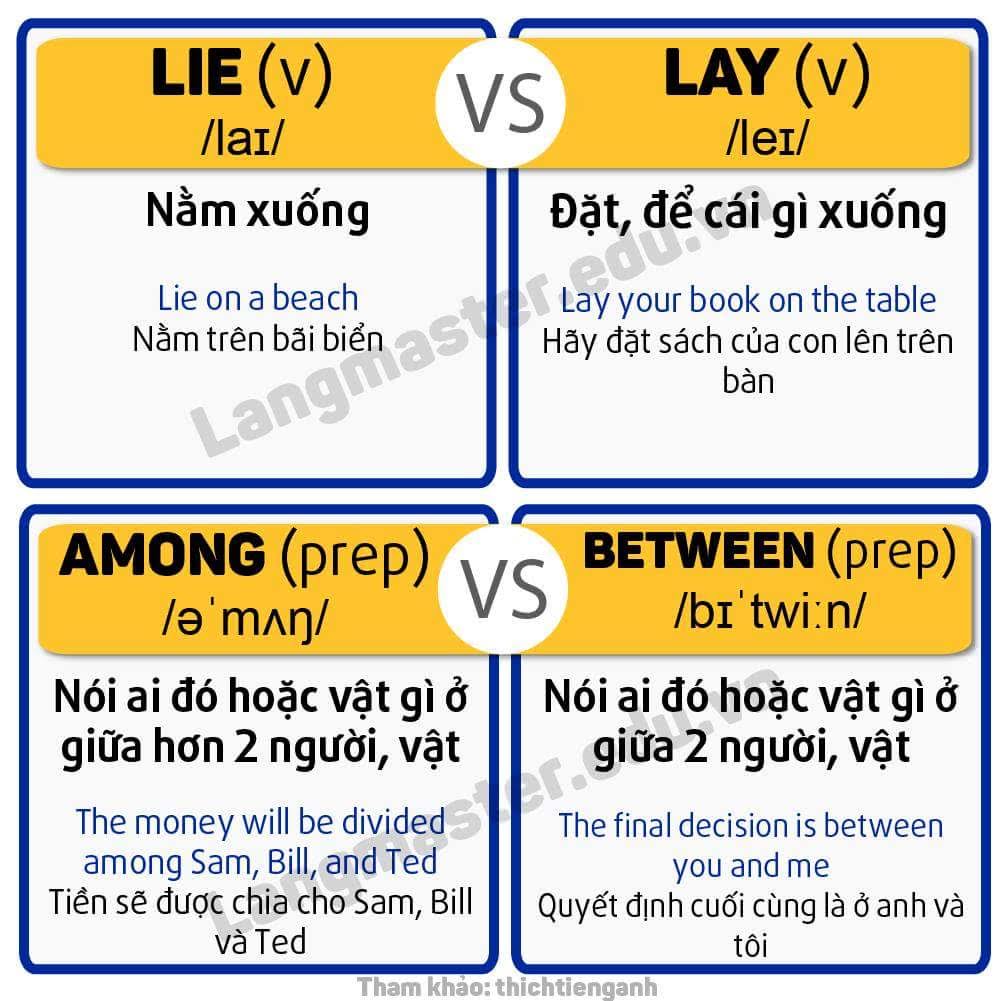 LIE (v)
/laɪ/
Nằm xuống
Lie on a beach
Nằm trên bãi biển
VS
LAY (v)
/leɪ/
Đặt, để cái gì xuống
Lay your book on the table
Hãy đặt sách của con lên trên
bàn
Langmaster.edu.vn
AMONG (prep)
/əˈmʌŋ/
Nói ai đó hoặc vật gì ở
giữa hơn 2 người, vật
The money will be divided
among Sam, Bill, and Ted
Tiền sẽ được chia cho Sam, Bill
và Ted
VS
BETWEEN (prep)
/bɪˈtwiːn/
Nói ai đó hoặc vật gì ở
giữa 2 người, vật
The final decision is between
you and me
Quyết định cuối cùng là ở anh và
tôi
Langmaster.edu.vn
Tham khảo: thichtienganh